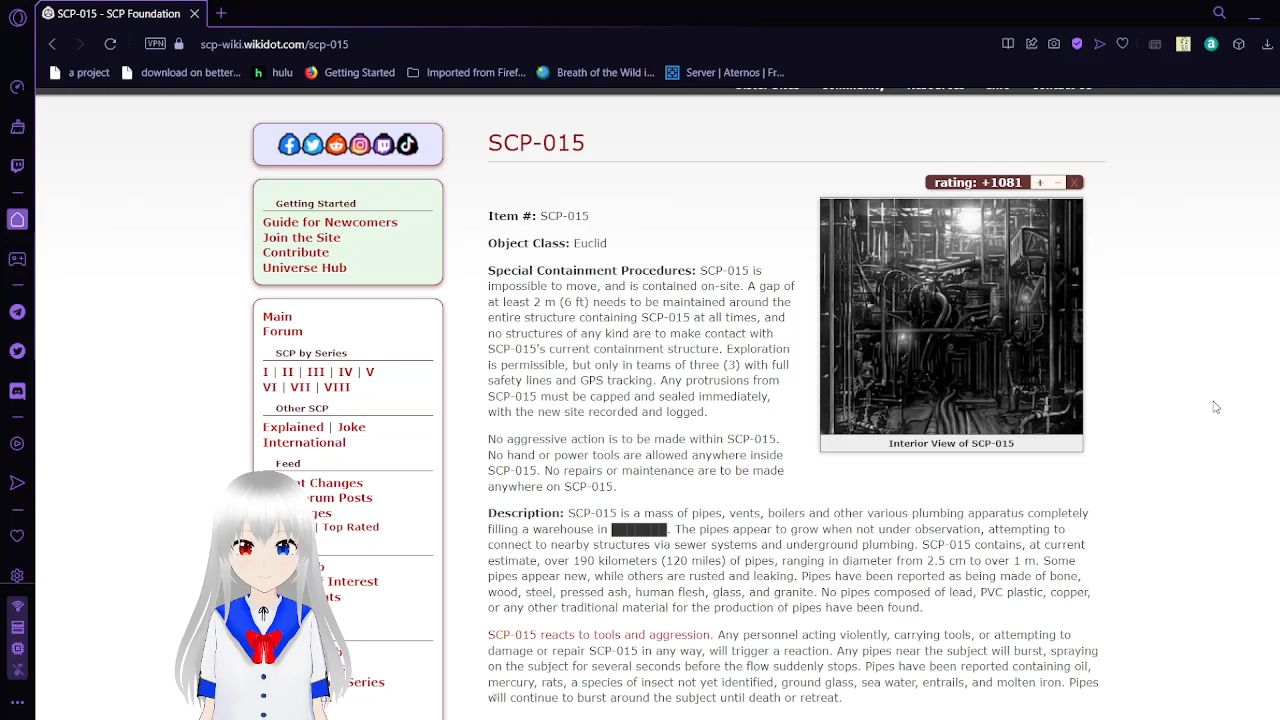 SCP-015 - SCP Foundation
VPN
scp-wiki.wikidot.com/scp-015
a project
download on better...
hulu
Getting Started
Imported from Firef...
Breath of the Wild i...
Server | Aternos | Fr...
SCP-015
rating: +1081 + – X
Getting Started
Guide for Newcomers
Join the Site
Contribute
Universe Hub
Main
Forum
SCP by Series
I | II | III | IV | V
VI | VII | VIII
Other SCP
Explained | Joke
International
Feed
Changes
Posts
| Top Rated
Interest
Series
Item #: SCP-015
Object Class: Euclid
Special Containment Procedures: SCP-015 is
impossible to move, and is contained on-site. A gap of
at least 2 m (6 ft) needs to be maintained around the
entire structure containing SCP-015 at all times, and
no structures of any kind are to make contact with
SCP-015's current containment structure. Exploration
is permissible, but only in teams of three (3) with full
safety lines and GPS tracking. Any protrusions from
SCP-015 must be capped and sealed immediately,
with the new site recorded and logged.
No aggressive action is to be made within SCP-015.
No hand or power tools are allowed anywhere inside
SCP-015. No repairs or maintenance are to be made
anywhere on SCP-015.
Interior View of SCP-015
Description: SCP-015 is a mass of pipes, vents, boilers and other various plumbing apparatus completely
filling a warehouse in ███████. The pipes appear to grow when not under observation, attempting to
connect to nearby structures via sewer systems and underground plumbing. SCP-015 contains, at current
estimate, over 190 kilometers (120 miles) of pipes, ranging in diameter from 2.5 cm to over 1 m. Some
pipes appear new, while others are rusted and leaking. Pipes have been reported as being made of bone,
wood, steel, pressed ash, human flesh, glass, and granite. No pipes composed of lead, PVC plastic, copper,
or any other traditional material for the production of pipes have been found.
SCP-015 reacts to tools and aggression. Any personnel acting violently, carrying tools, or attempting to
damage or repair SCP-015 in any way, will trigger a reaction. Any pipes near the subject will burst, spraying
on the subject for several seconds before the flow suddenly stops. Pipes have been reported containing oil,
mercury, rats, a species of insect not yet identified, ground glass, sea water, entrails, and molten iron. Pipes
will continue to burst around the subject until death or retreat.